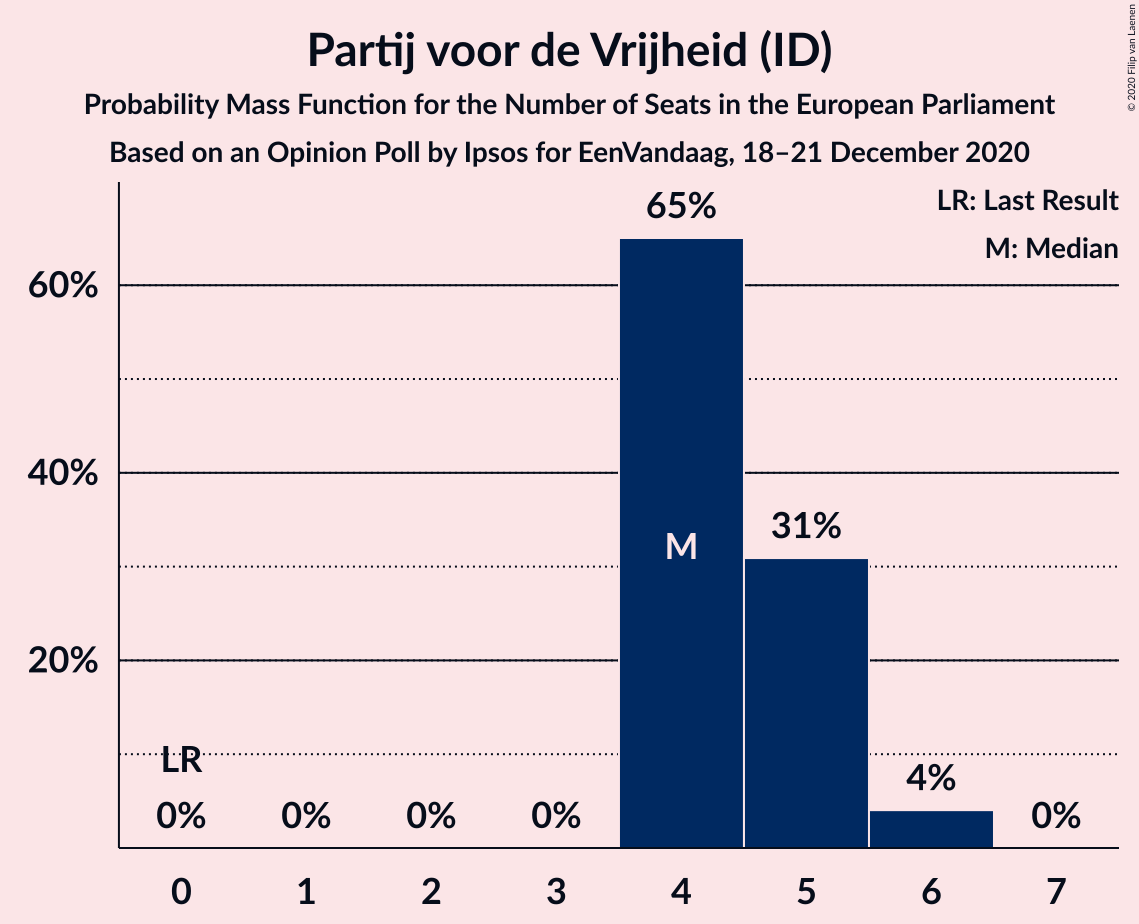 Partij voor de Vrijheid (ID)
Probability Mass Function for the Number of Seats in the European Parliament
Based on an Opinion Poll by Ipsos for EenVandaag, 18–21 December 2020
© 2020 Filip van Laenen
LR: Last Result
M: Median
65%
60%
40%
31%
M
20%
LR
4%
0% 0% 0% 0% 0%
0 1 2 3 4 5 6 7